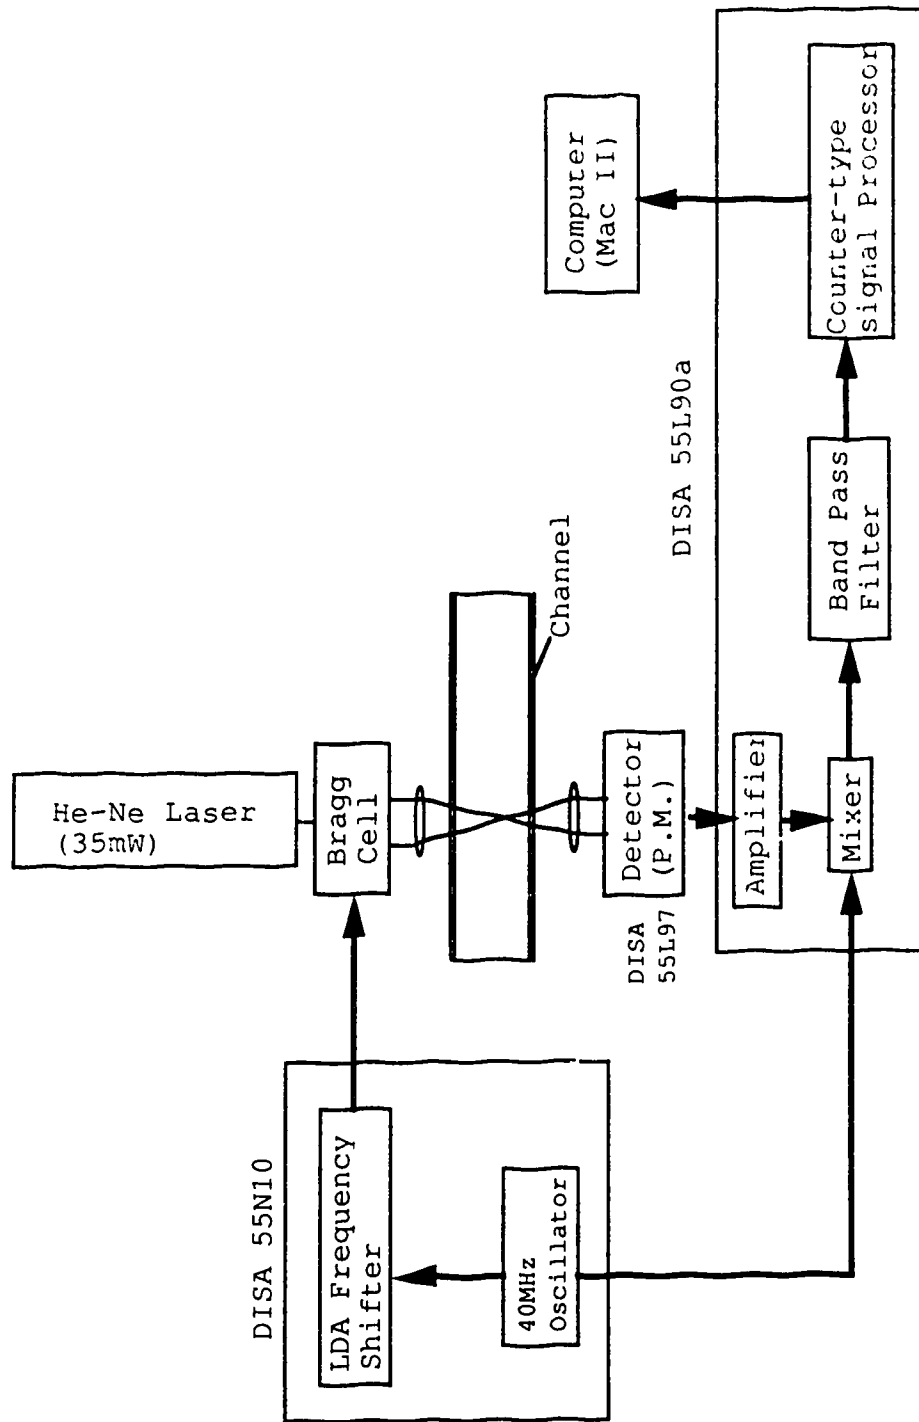 He-Ne Laser
(35mW)
DISA 55N10
LDA Frequency
Shifter
40MHz
Oscillator
Bragg
Cell
Channel
Detector
(P.M.)
DISA
55L97
DISA 55L90a
Amplifier
Mixer
Band Pass
Filter
Counter-type
signal Processor
Computer
(Mac II)